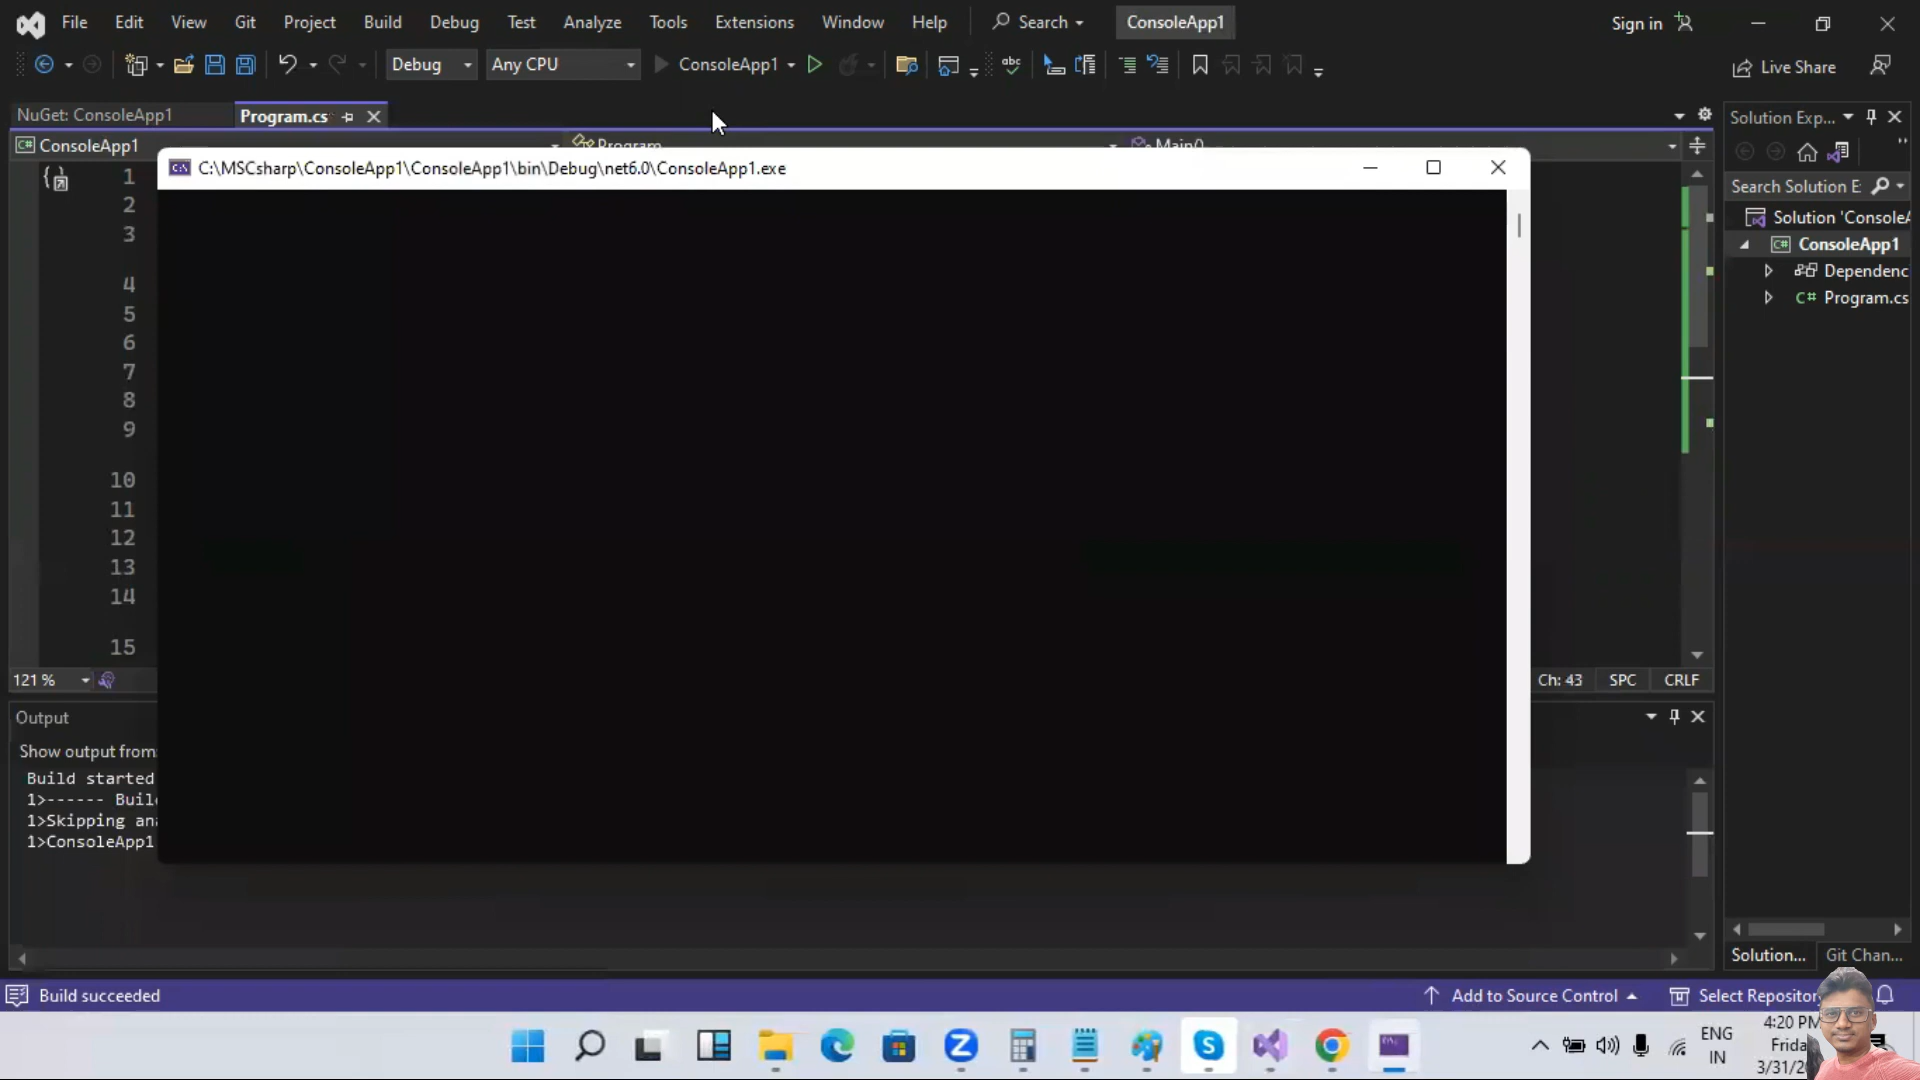 File Edit View Git Project Build Debug Test Analyze Tools Extensions Window Help Search ConsoleApp1 Sign in
Debug Any CPU ConsoleApp1 Live Share
NuGet: ConsoleApp1 Program.cs
Solution Exp...
ConsoleApp1 Program Main()
C:\MSCsharp\ConsoleApp1\ConsoleApp1\bin\Debug\net6.0\ConsoleApp1.exe
1
2
3
4
5
6
7
8
9
10
11
12
13
14
15
Search Solution E
Solution 'ConsoleA
ConsoleApp1
Dependenc
C# Program.cs
121 % Ch: 43 SPC CRLF
Output
Show output from:
Build started
1>------ Buil
1>Skipping an
1>ConsoleApp1
Solution... Git Chan...
Build succeeded Add to Source Control Select Repository
ENG
IN
4:20 PM
Frida
3/31/20